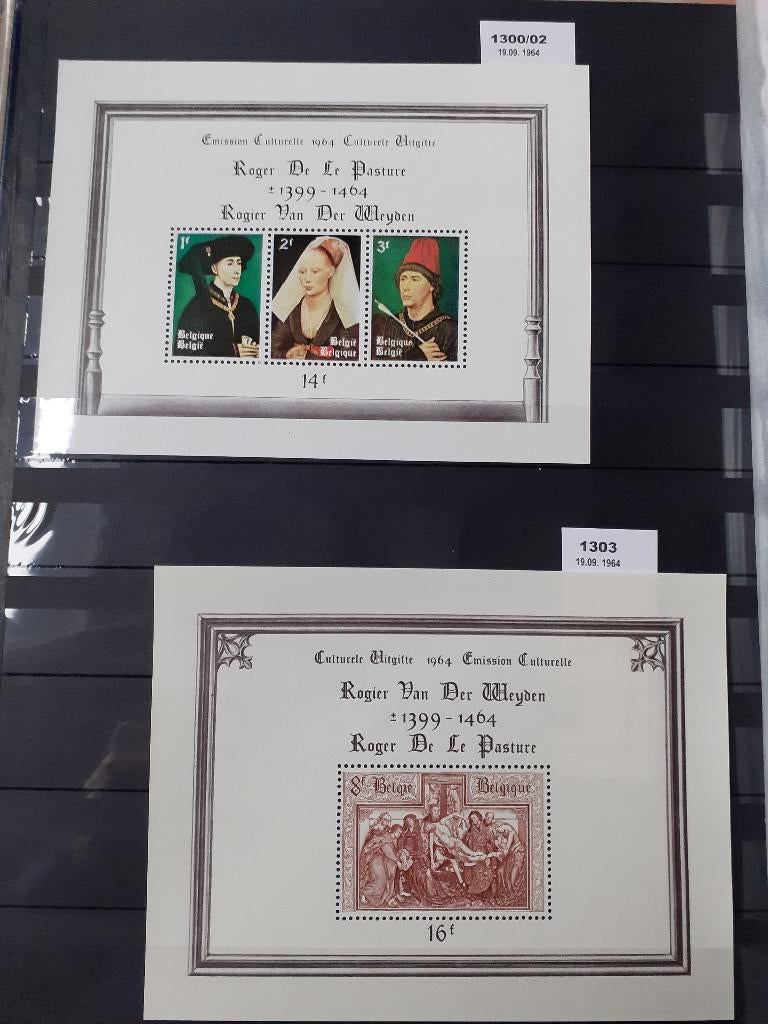 1300/02
19.09. 1964
Emission Culturelle 1964 Culturele Uitgifte
Roger De Le Pasture
± 1399 - 1464
Rogier Van Der Weyden
1f
Belgique
België
2f
België
Belgique
3f
Belgique
België
14f
1303
19.09. 1964
Culturele Uitgifte 1964 Emission Culturelle
Rogier Van Der Weyden
± 1399 - 1464
Roger De Le Pasture
8f België Belgique
16f